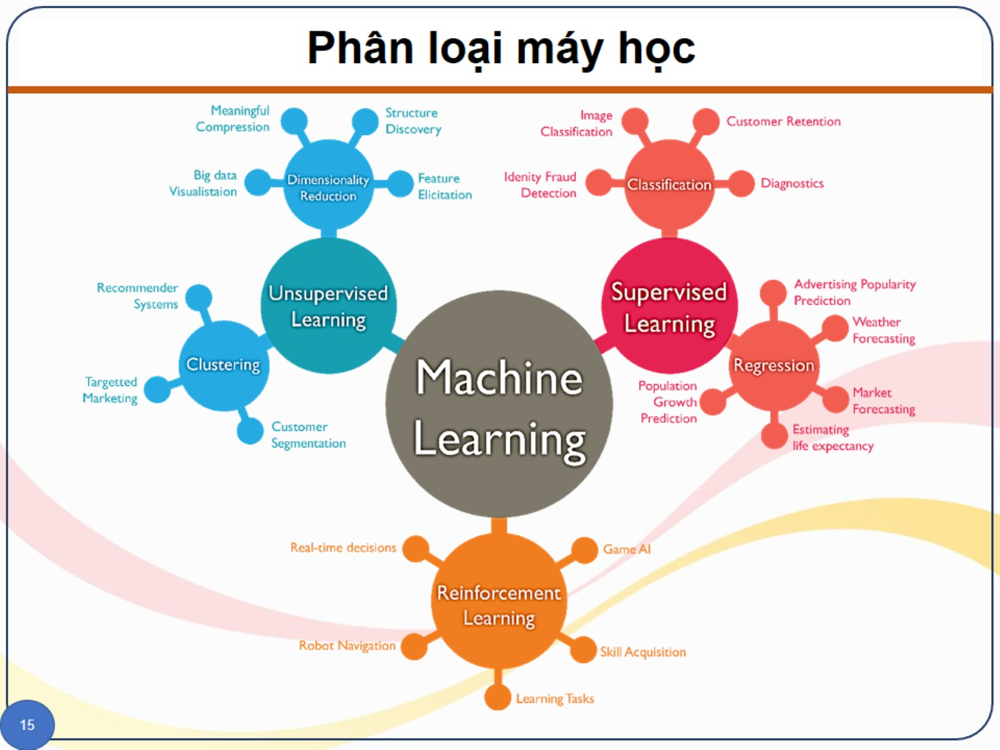 Phân loại máy học
Meaningful
Compression
Structure
Discovery
Big data
Visualistaion
Dimensionality
Reduction
Feature
Elicitation
Image
Classification
Customer Retention
Idenity Fraud
Detection
Classification
Diagnostics
Unsupervised
Learning
Recommender
Systems
Clustering
Targetted
Marketing
Customer
Segmentation
Supervised
Learning
Advertising Popularity
Prediction
Weather
Forecasting
Regression
Population
Growth
Prediction
Market
Forecasting
Estimating
life expectancy
Machine
Learning
Real-time decisions
Game AI
Reinforcement
Learning
Robot Navigation
Skill Acquisition
Learning Tasks
15